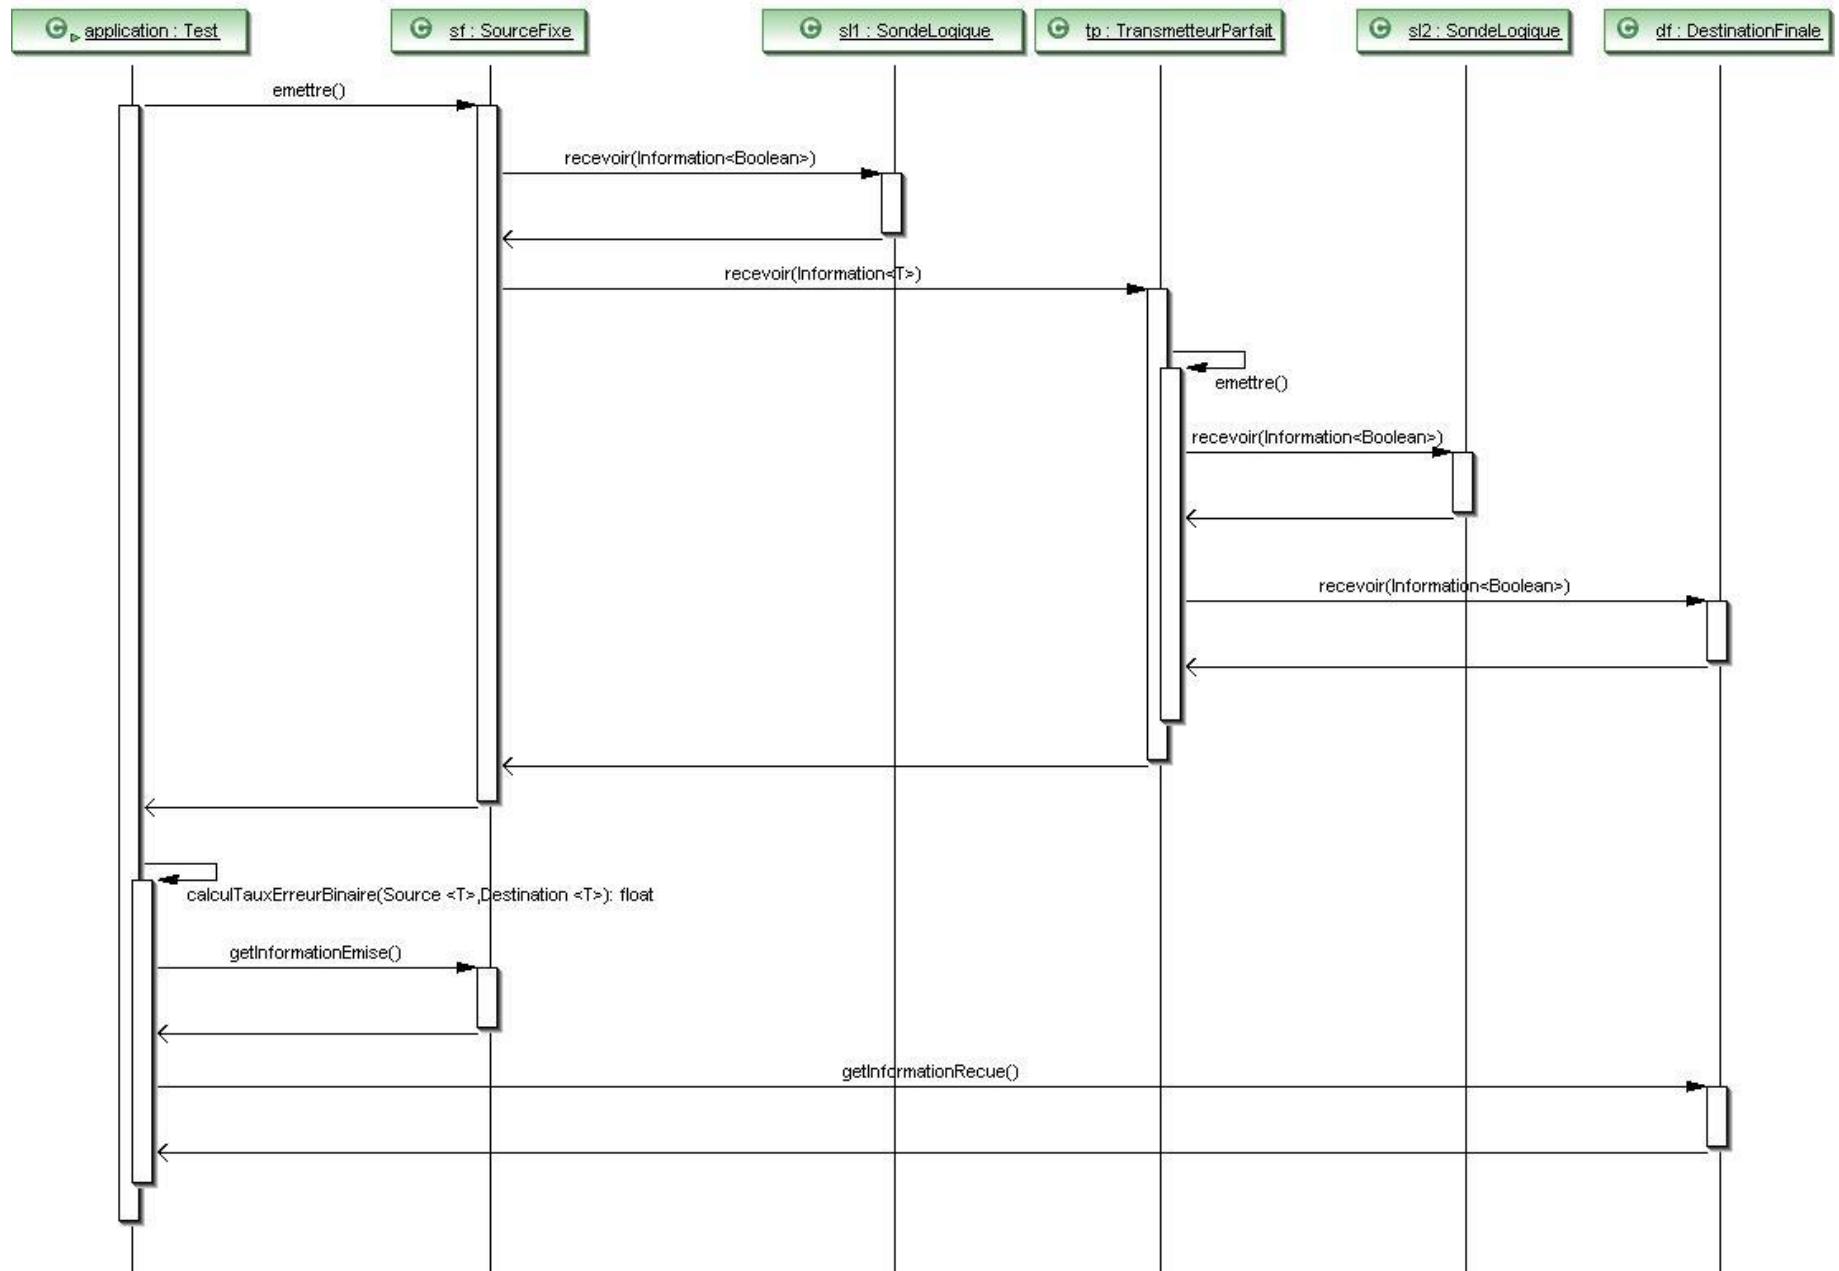 application : Test
sf : SourceFixe
sl1 : SondeLogique
tp : TransmetteurParfait
sl2 : SondeLogique
df : DestinationFinale
emettre()
recevoir(Information<Boolean>)
recevoir(Information<T>)
emettre()
recevoir(Information<Boolean>)
recevoir(Information<Boolean>)
calculTauxErreurBinaire(Source <T>,Destination <T>): float
getInformationEmise()
getInformationRecue()